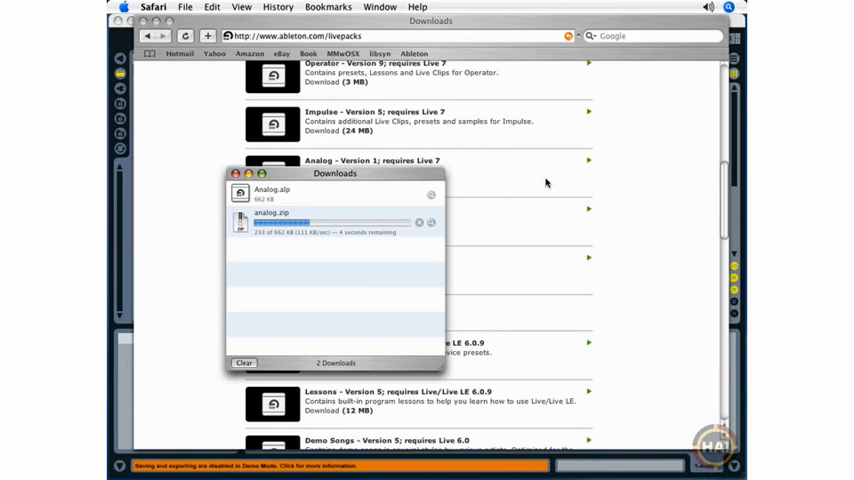 Safari File Edit View History Bookmarks Window Help
Downloads
http://www.ableton.com/livepacks
Google
Hotmail Yahoo Amazon eBay Book MMwOSX libsyn Ableton
Operator - Version 9; requires Live 7
Contains presets, Lessons and Live Clips for Operator.
Download (3 MB)
Impulse - Version 5; requires Live 7
Contains additional Live Clips, presets and samples for Impulse.
Download (24 MB)
Analog - Version 1; requires Live 7
Downloads
Analog.alp
662 KB
analog.zip
ZIP
233 of 662 KB (111 KB/sec) — 4 seconds remaining
Clear
2 Downloads
LE 6.0.9
vice presets.
Lessons - Version 5; requires Live/Live LE 6.0.9
Contains built-in program lessons to help you learn how to use Live/Live LE.
Download (12 MB)
Demo Songs - Version 5; requires Live 6.0
Saving and exporting are disabled in Demo Mode. Click for more information.
HA1